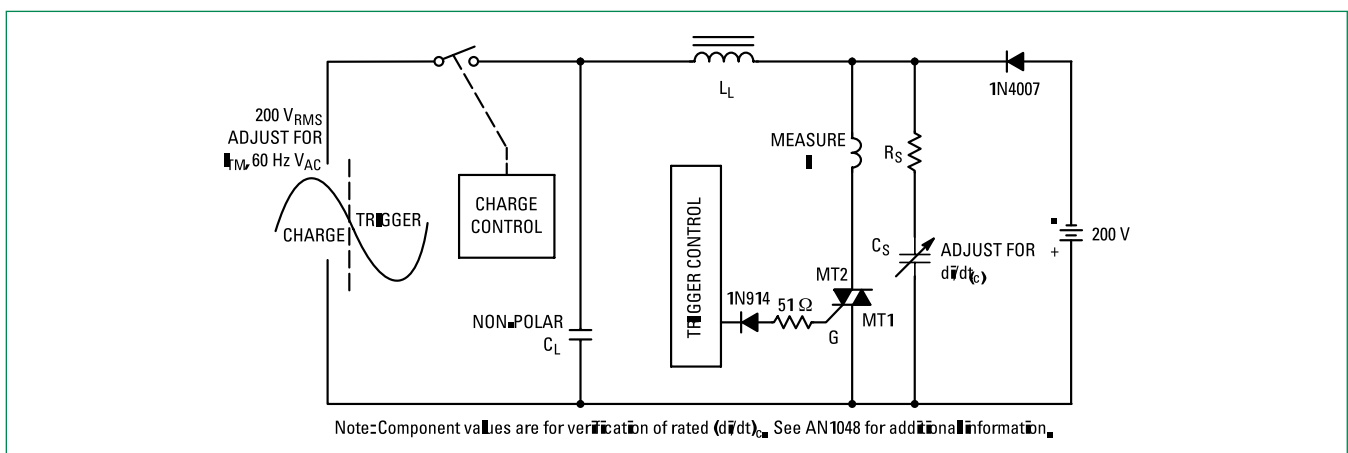 200 VRMS
ADJUST FOR
ITM, 60 Hz VAC
CHARGE
TRIGGER
CHARGE
CONTROL
NON-POLAR
CL
LL
TRIGGER CONTROL
MEASURE
I
RS
1N4007
CS
ADJUST FOR
di/dt(c)
-
200 V
+
MT2
1N914
51 Ω
MT1
G
Note: Component values are for verification of rated (di/dt)c. See AN1048 for additional information.